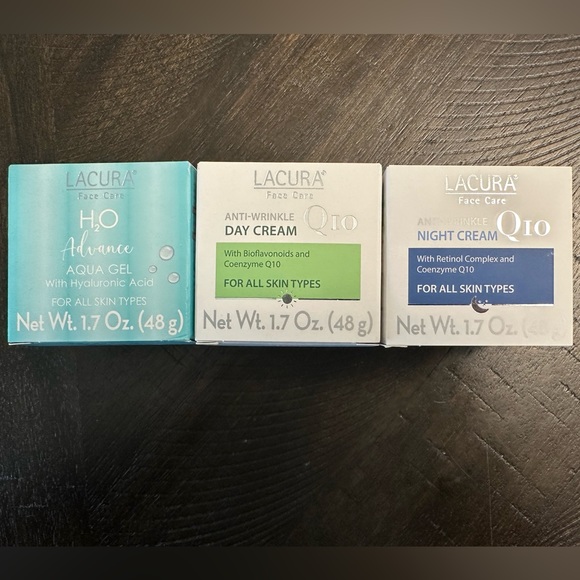 LACURA®
Face Care
H2O
Advance
AQUA GEL
With Hyaluronic Acid
FOR ALL SKIN TYPES
Net Wt. 1.7 Oz. (48 g)
LACURA®
Face Care
ANTI-WRINKLE
DAY CREAM Q10
With Bioflavonoids and
Coenzyme Q10
FOR ALL SKIN TYPES
Net Wt. 1.7 Oz. (48 g)
LACURA®
Face Care
ANTI-WRINKLE
NIGHT CREAM Q10
With Retinol Complex and
Coenzyme Q10
FOR ALL SKIN TYPES
Net Wt. 1.7 Oz. (48 g)